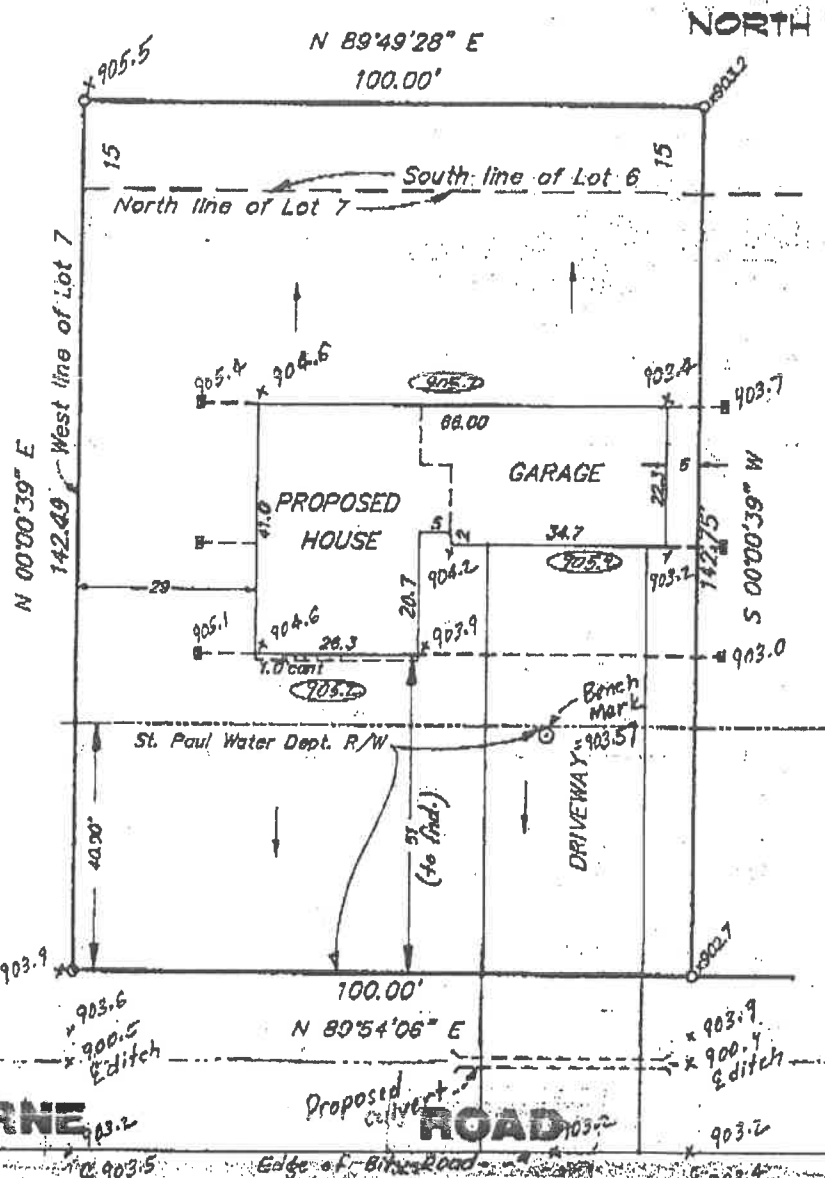 NORTH
N 89°49'28" E
100.00'
905.5
903.2
15
15
South line of Lot 6
North line of Lot 7
West line of Lot 7
N 00°00'39" E
142.49
905.4
904.6
905.7
903.4
903.7
66.00
GARAGE
22.3
5
PROPOSED
HOUSE
41.0
5
2
34.7
904.2
905.9
903.2
142.75'
S 00°00'39" W
29
20.7
905.1
904.6
26.3
903.9
903.0
1.0' cant
905.7
Bench
Mark
=903.57
St. Paul Water Dept. R/W
DRIVEWAY
40.00'
(to fnd.)
903.9
902.7
100.00'
N 89°54'06" E
903.6
900.5
℄ ditch
903.9
900.4
℄ ditch
Proposed
culvert
RNE ROAD
903.2
903.2
903.2
903.5
Edge of Bit. Road